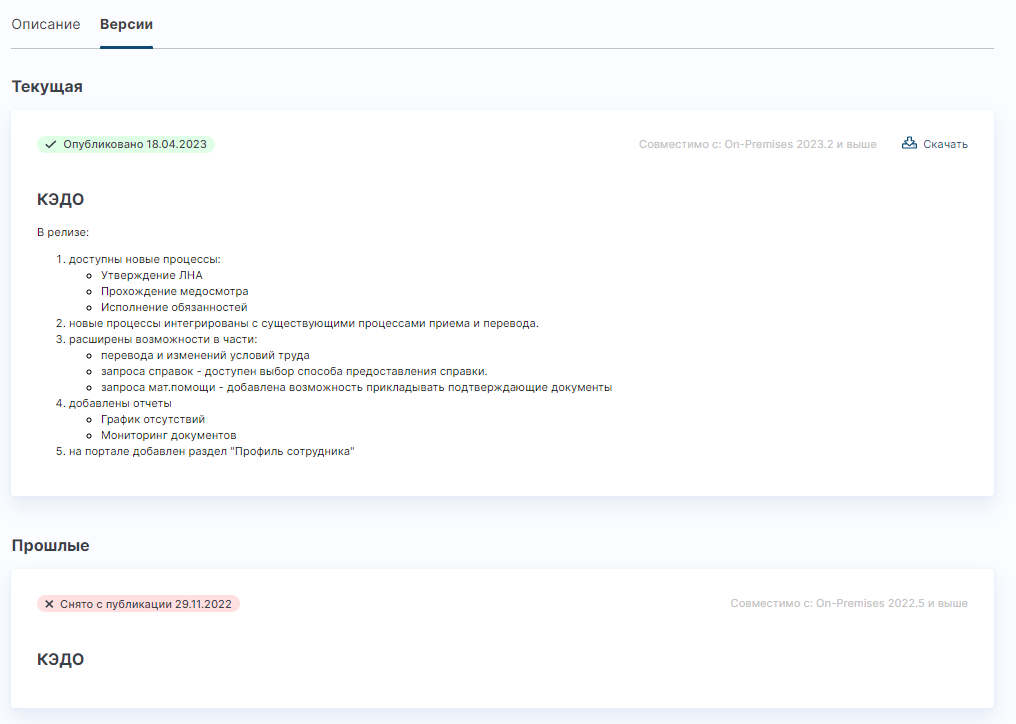 Описание Версии
Текущая
Опубликовано 18.04.2023 Совместимо с: On-Premises 2023.2 и выше Скачать
КЭДО
В релизе:
1. доступны новые процессы:
Утверждение ЛНА
Прохождение медосмотра
Исполнение обязанностей
2. новые процессы интегрированы с существующими процессами приема и перевода.
3. расширены возможности в части:
перевода и изменений условий труда
запроса справок - доступен выбор способа предоставления справки.
запроса мат.помощи - добавлена возможность прикладывать подтверждающие документы
4. добавлены отчеты
График отсутствий
Мониторинг документов
5. на портале добавлен раздел "Профиль сотрудника"
Прошлые
Снято с публикации 29.11.2022 Совместимо с: On-Premises 2022.5 и выше
КЭДО